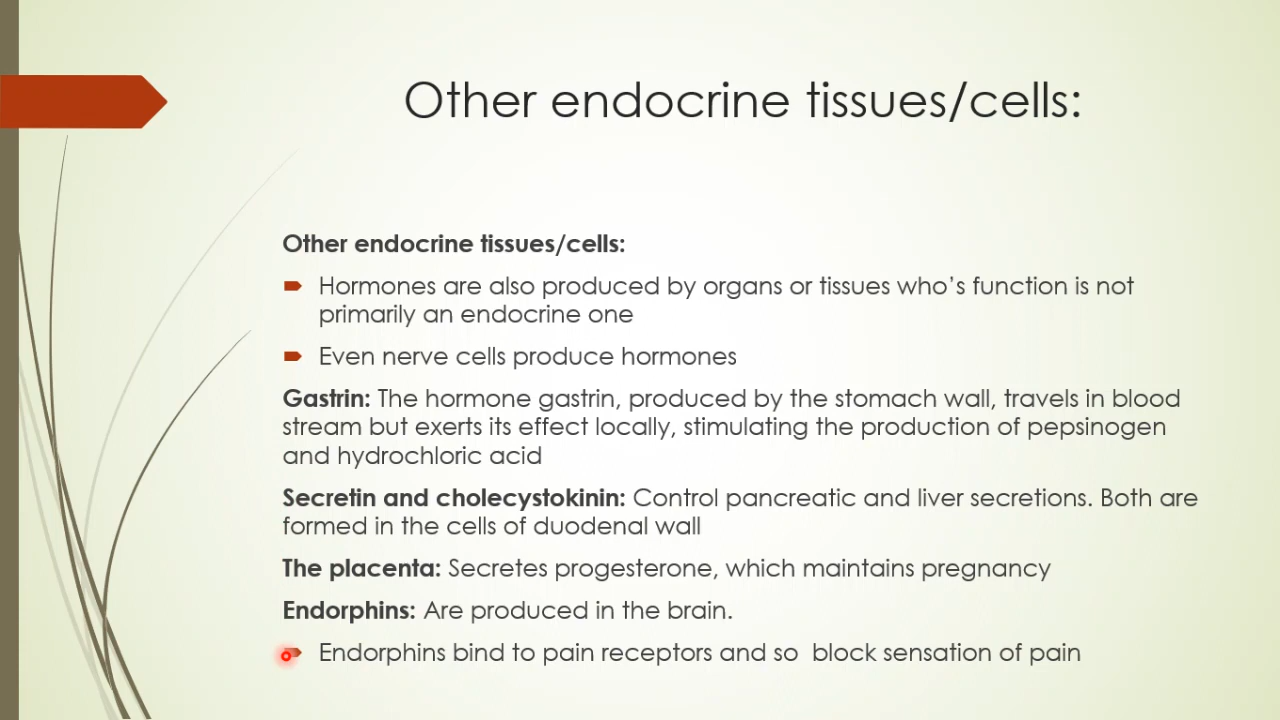 Other endocrine tissues/cells:
Other endocrine tissues/cells:
Hormones are also produced by organs or tissues who’s function is not
primarily an endocrine one
Even nerve cells produce hormones
Gastrin: The hormone gastrin, produced by the stomach wall, travels in blood
stream but exerts its effect locally, stimulating the production of pepsinogen
and hydrochloric acid
Secretin and cholecystokinin: Control pancreatic and liver secretions. Both are
formed in the cells of duodenal wall
The placenta: Secretes progesterone, which maintains pregnancy
Endorphins: Are produced in the brain.
Endorphins bind to pain receptors and so  block sensation of pain